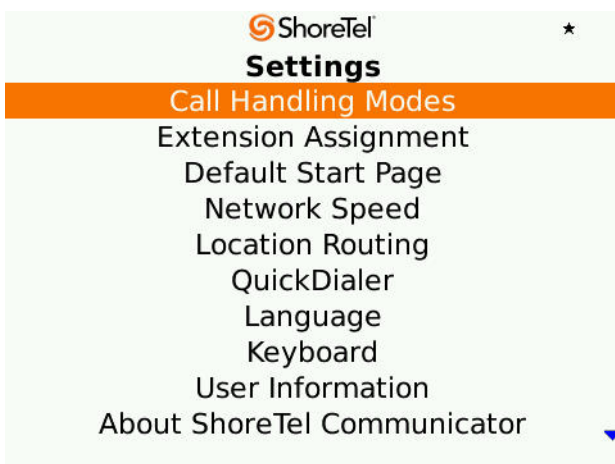 ShoreTel
Settings
Call Handling Modes
Extension Assignment
Default Start Page
Network Speed
Location Routing
QuickDialer
Language
Keyboard
User Information
About ShoreTel Communicator